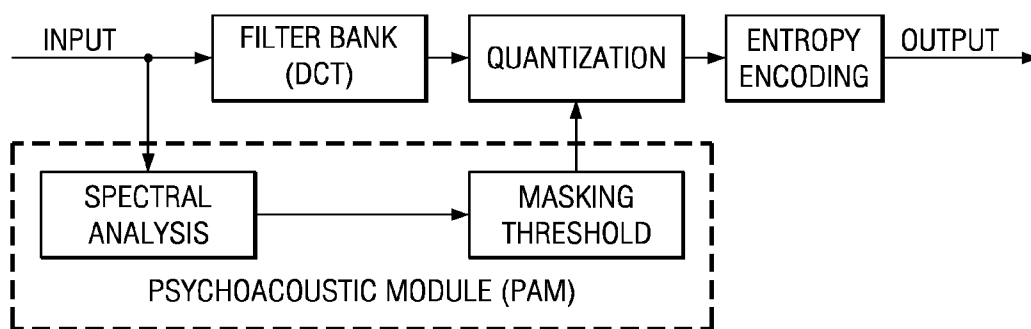 INPUT
FILTER BANK
(DCT)
QUANTIZATION
ENTROPY
ENCODING
OUTPUT
SPECTRAL
ANALYSIS
MASKING
THRESHOLD
PSYCHOACOUSTIC MODULE (PAM)